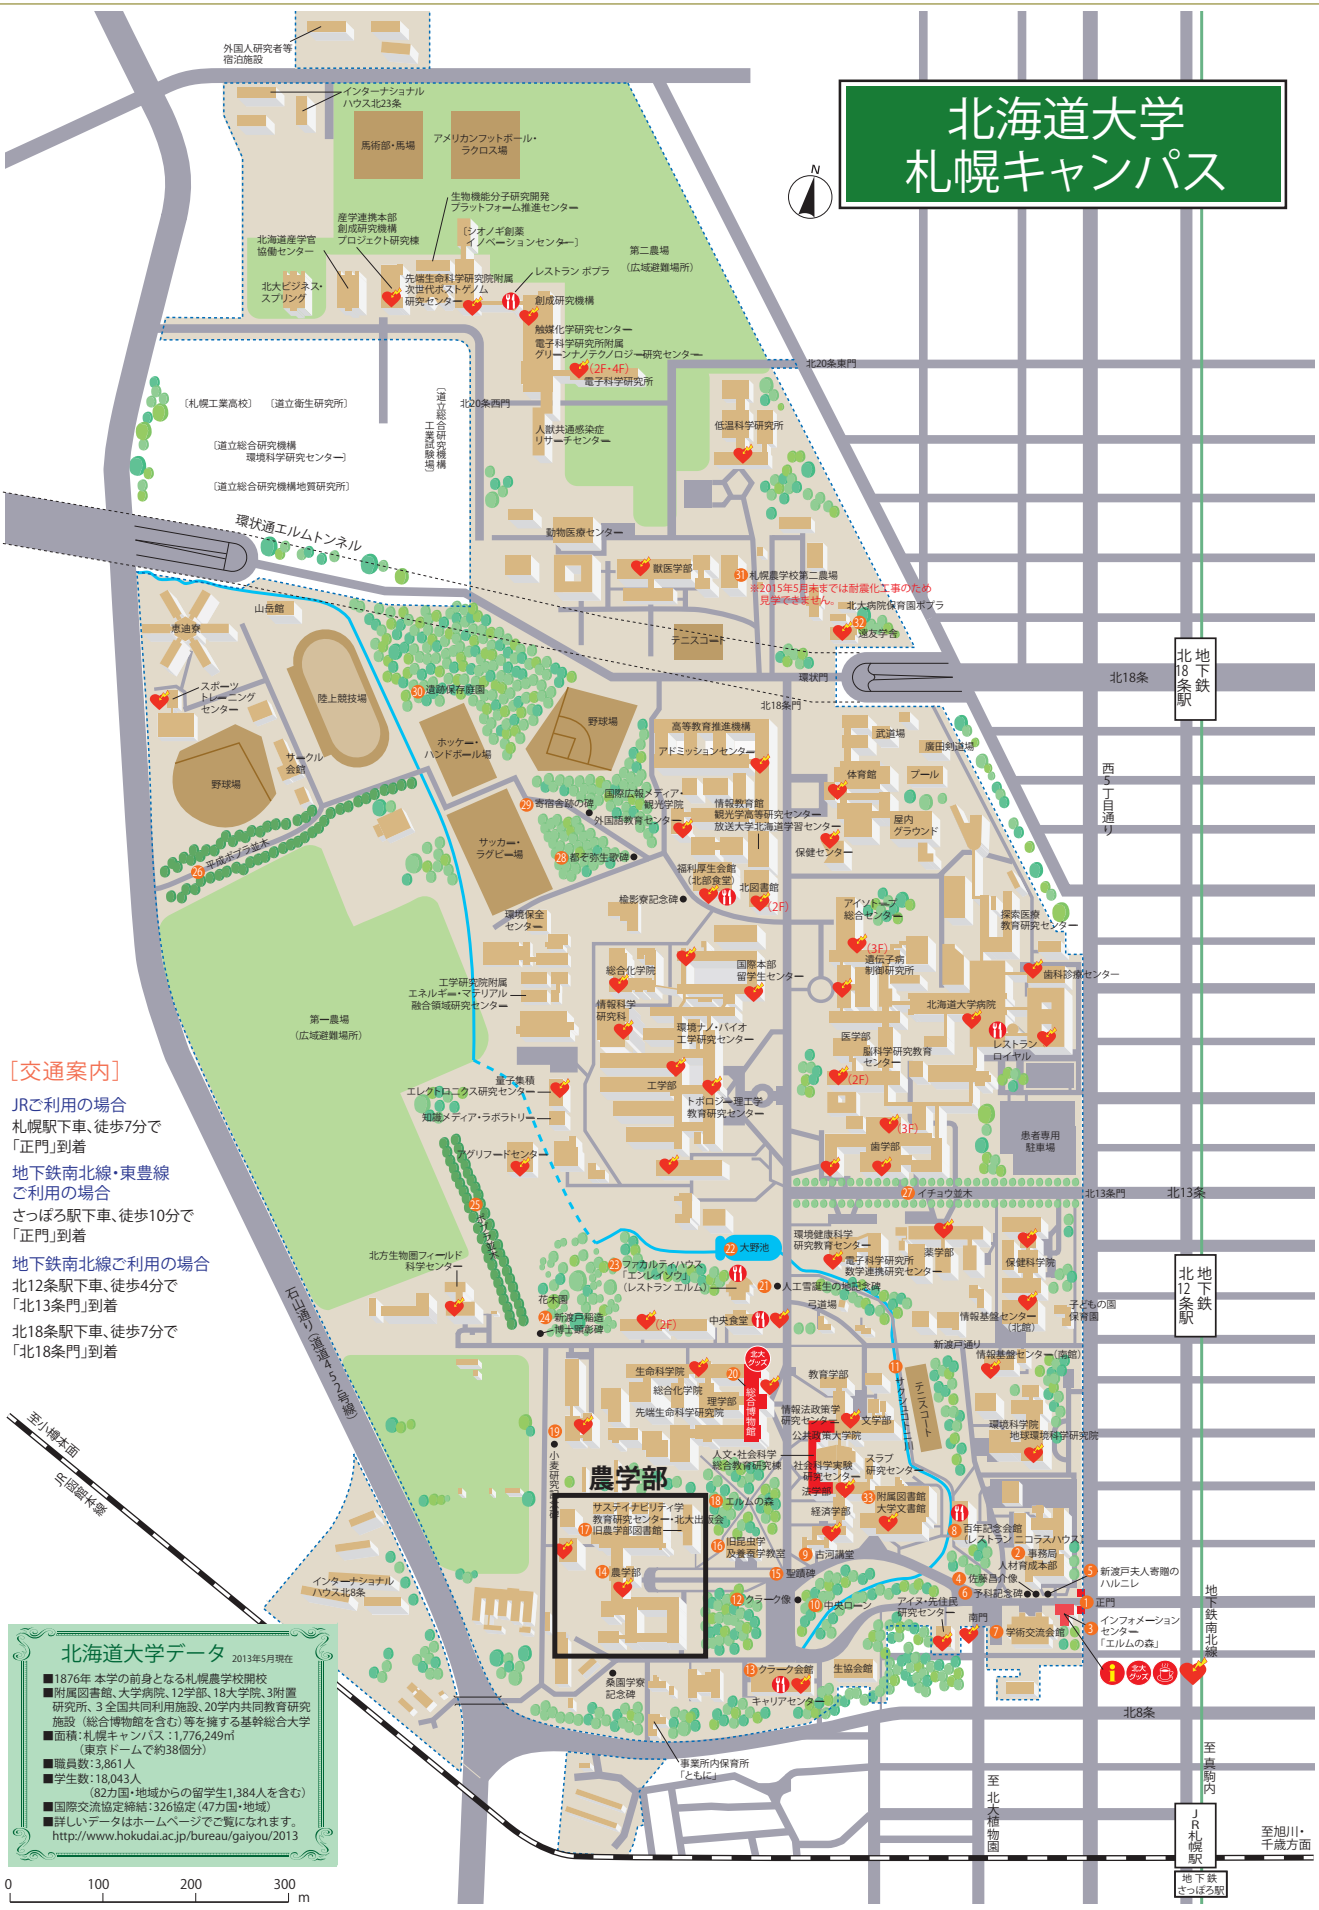 北海道大学
札幌キャンパス
N
外国人研究者等
宿泊施設
インターナショナル
ハウス北23条
馬術部・馬場
アメリカンフットボール・
ラクロス場
生物機能分子研究開発
プラットフォーム推進センター
産学連携本部
創成研究機構
プロジェクト研究棟
〔シオノギ創薬
イノベーションセンター〕
北海道産学官
協働センター
第二農場
(広域避難場所)
北大ビジネス・
スプリング
先端生命科学研究院附属
次世代ポストゲノム
研究センター
レストラン ポプラ
創成研究機構
触媒化学研究センター
電子科学研究所附属
グリーンナノテクノロジー研究センター
(2F・4F)
電子科学研究所
北20条東門
北20条西門
〔札幌工業高校〕
〔道立衛生研究所〕
〔道立総合研究機構
工業試験場〕
〔道立総合研究機構
環境科学研究センター〕
〔道立総合研究機構地質研究所〕
人獣共通感染症
リサーチセンター
低温科学研究所
環状通エルムトンネル
動物医療センター
獣医学部
31 札幌農学校第二農場
※2015年5月末までは耐震化工事のため
見学できません。
北大病院保育園ポプラ
32
遠友学舎
テニスコート
環状門
北18条門
北18条
地下鉄
北18条駅
恵迪寮
山岳館
スポーツ
トレーニング
センター
陸上競技場
30 遺跡保存庭園
ホッケー・
ハンドボール場
野球場
サークル
会館
野球場
高等教育推進機構
アドミッションセンター
武道場
廣田剣道場
体育館
プール
西5丁目通り
29 寄宿舎跡の碑
国際広報メディア・
観光学院
外国語教育センター
情報教育館
観光学高等研究センター
放送大学北海道学習センター
屋内
グラウンド
保健センター
サッカー・
ラグビー場
28 都ぞ弥生歌碑
26 平成ポプラ並木
福利厚生会館
(北部食堂)
北図書館
(2F)
楡影寮記念碑
アイソトープ
総合センター
探索医療
教育研究センター
環境保全
センター
(3F)
遺伝子病
制御研究所
歯科診療センター
総合化学院
国際本部
留学生センター
工学研究院附属
エネルギー・マテリアル
融合領域研究センター
情報科学
研究科
北海道大学病院
第一農場
(広域避難場所)
環境ナノ・バイオ
工学研究センター
医学部
脳科学研究教育
センター
(2F)
レストラン
ロイヤル
量子集積
エレクトロニクス研究センター
工学部
トポロジー理工学
教育研究センター
知識メディア・ラボラトリー
(3F)
歯学部
患者専用
駐車場
アグリフードセンター
27 イチョウ並木
北13条門
北13条
25 ポプラ並木
地下鉄
北12条駅
22 大野池
環境健康科学
研究教育センター
薬学部
保健科学院
電子科学研究所
数学連携研究センター
北方生物圏フィールド
科学センター
23 ファカルティハウス
「エンレイソウ」
(レストラン エルム)
21 人工雪誕生の地記念碑
花木園
24 新渡戸稲造
博士顕彰碑
(2F)
中央食堂
弓道場
情報基盤センター
(北館)
子どもの園
保育園
新渡戸通り
情報基盤センター(南館)
石山通り(道道452号線)
北大
グッズ
20
総合博物館
生命科学院
総合化学院
理学部
先端生命科学研究院
教育学部
11 サクシュコトニ川
テニスコート
情報法政策学
研究センター
文学部
公共政策大学院
環境科学院
地球環境科学研究院
19
小麦研究記念碑
人文・社会科学
総合教育研究棟
社会科学実験
研究センター
スラブ
研究センター
法学部
農学部
サステイナビリティ学
教育研究センター・北大出版会
17 旧農学部図書館
18 エルムの森
33 附属図書館
大学文書館
経済学部
16 旧昆虫学
及養蚕学教室
9 古河講堂
8 百年記念会館
(レストラン ニコラスハウス)
2 事務局
人材育成本部
14 農学部
15 聖蹟碑
4 佐藤昌介像
6 予科記念碑
5 新渡戸夫人寄贈の
ハルニレ
12 クラーク像
10 中央ローン
アイヌ・先住民
研究センター
1 正門
南門
7 学術交流会館
3 インフォメーション
センター
「エルムの森」
i
北大
グッズ
地下鉄南北線
インターナショナル
ハウス北8条
桑園学寮
記念碑
13 クラーク会館
生協会館
キャリアセンター
北8条
事業所内保育所
「ともに」
至 北大植物園
至 真駒内
JR札幌駅
地下鉄
さっぽろ駅
至旭川・
千歳方面
至小樽方面
JR函館本線
[交通案内]
JRご利用の場合
札幌駅下車、徒歩7分で
「正門」到着
地下鉄南北線・東豊線
ご利用の場合
さっぽろ駅下車、徒歩10分で
「正門」到着
地下鉄南北線ご利用の場合
北12条駅下車、徒歩4分で
「北13条門」到着
北18条駅下車、徒歩7分で
「北18条門」到着
北海道大学データ 2013年5月現在
■1876年 本学の前身となる札幌農学校開校
■附属図書館、大学病院、12学部、18大学院、3附置
研究所、3全国共同利用施設、20学内共同教育研究
施設(総合博物館を含む)等を擁する基幹総合大学
■面積:札幌キャンパス:1,776,249㎡
(東京ドームで約38個分)
■職員数:3,861人
■学生数:18,043人
(82カ国・地域からの留学生1,384人を含む)
■国際交流協定締結:326協定(47カ国・地域)
■詳しいデータはホームページでご覧になれます。
http://www.hokudai.ac.jp/bureau/gaiyou/2013
0 100 200 300
m